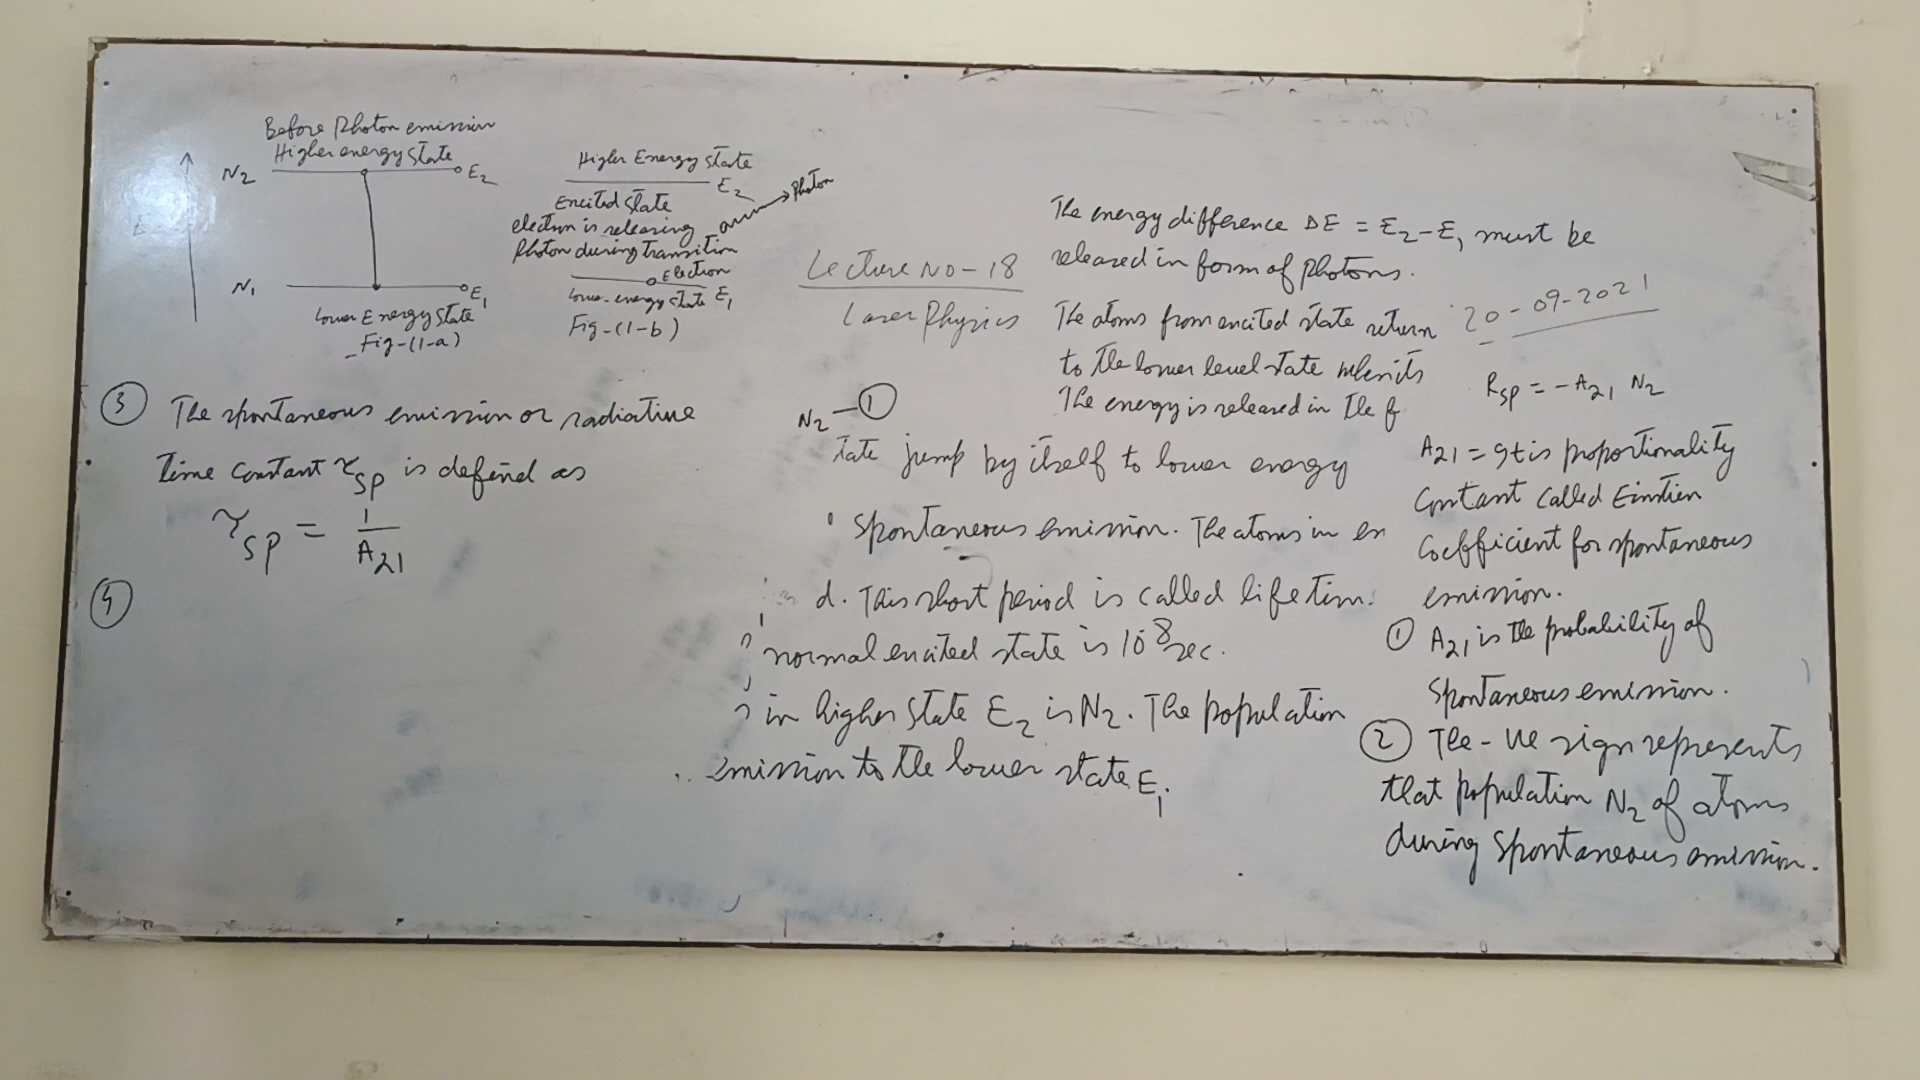 Before Photon emission
Higher energy state
N2
E2
N1
E1
Lower Energy State
Fig-(1-a)
Higher Energy state
E2
Excited State
electron is releasing
Photon during transition
Photon
Electron
lower energy state E1
Fig-(1-b)
Lecture No-18
Laser Physics
The energy difference ΔE = E2-E1 must be
released in form of photons.
20-09-2021
The atoms from excited state return
to the lower level state when its
The energy is released in the f
Rsp = -A21 N2
③ The spontaneous emission or radiative
time constant τsp is defind as
τsp = 1/A21
④
N2 — ①
tate jump by itself to lower energy
spontaneous emission. The atoms in ex
d. This short period is called lifetim
normal excited state is 10^-8 sec.
in higher state E2 is N2. The population
emission to the lower state E1.
A21 = It is proportionality
constant called Einstien
coefficient for spontaneous
emission.
① A21 is the probability of
spontaneous emission.
② The -ve sign represents
that population N2 of atoms
during spontaneous emission.